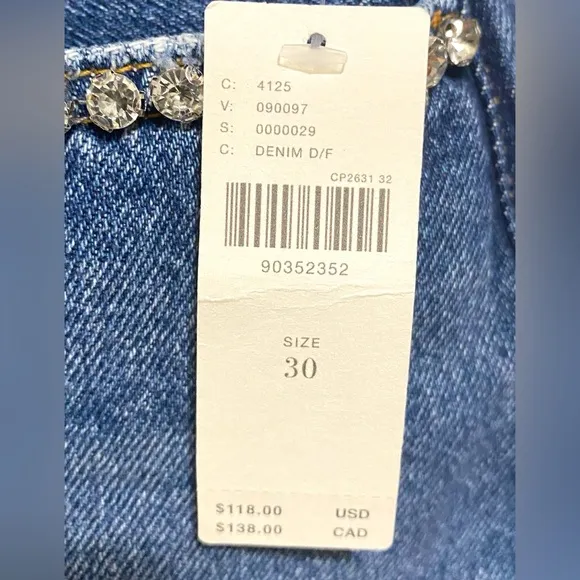 C: 4125
V: 090097
S: 0000029
C: DENIM D/F
CP2631 32
90352352
SIZE
30
$118.00 USD
$138.00 CAD